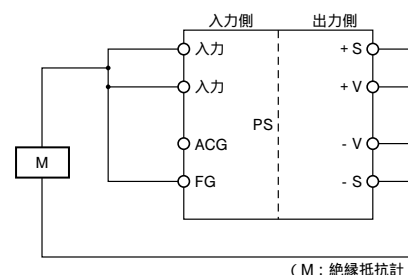 入力側 出力側
入力 + S
入力 + V
PS
ACG - V
M
FG - S
( M : 絶縁抵抗計